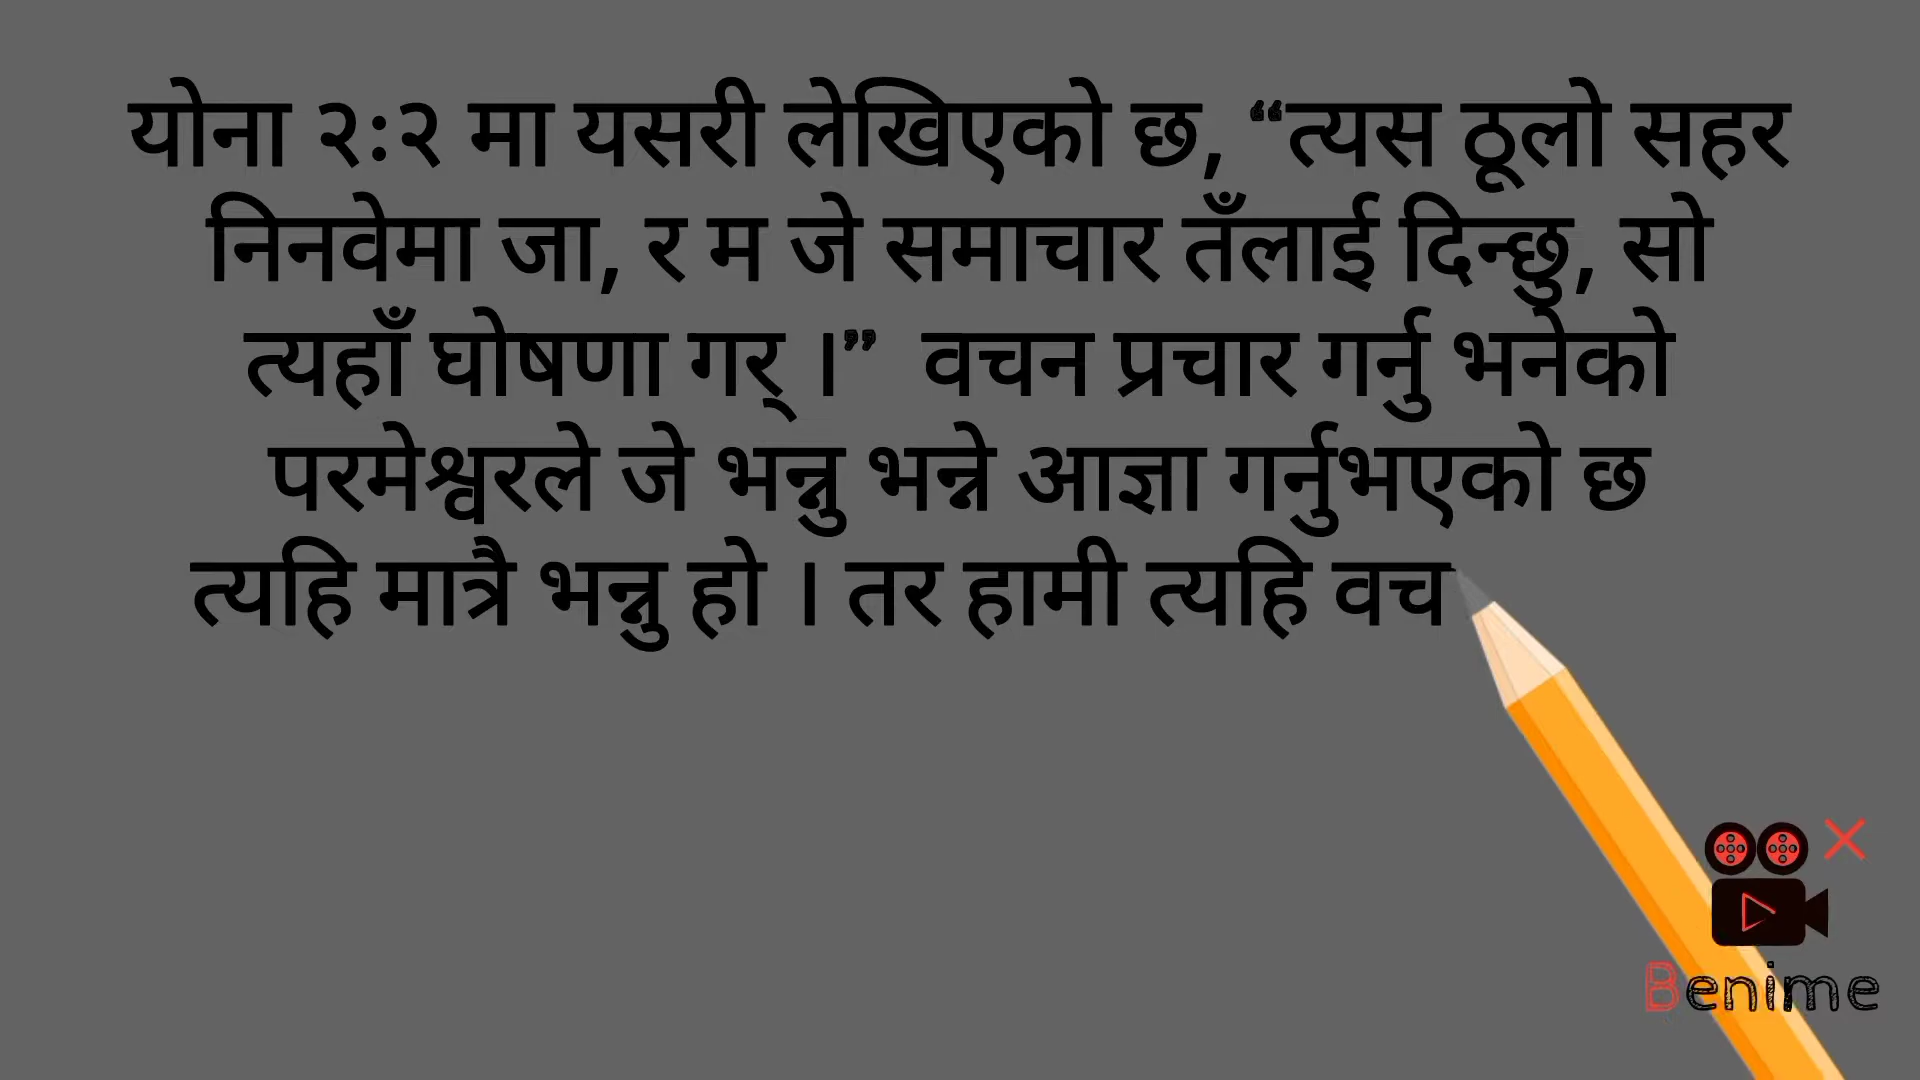 योना २ः२ मा यसरी लेखिएको छ, “त्यस ठूलो सहर
निनवेमा जा, र म जे समाचार तँलाई दिन्छु, सो
त्यहाँ घोषणा गर् ।” वचन प्रचार गर्नु भनेको
परमेश्वरले जे भन्नु भन्ने आज्ञा गर्नुभएको छ
त्यहि मात्रै भन्नु हो । तर हामी त्यहि वच
Benime